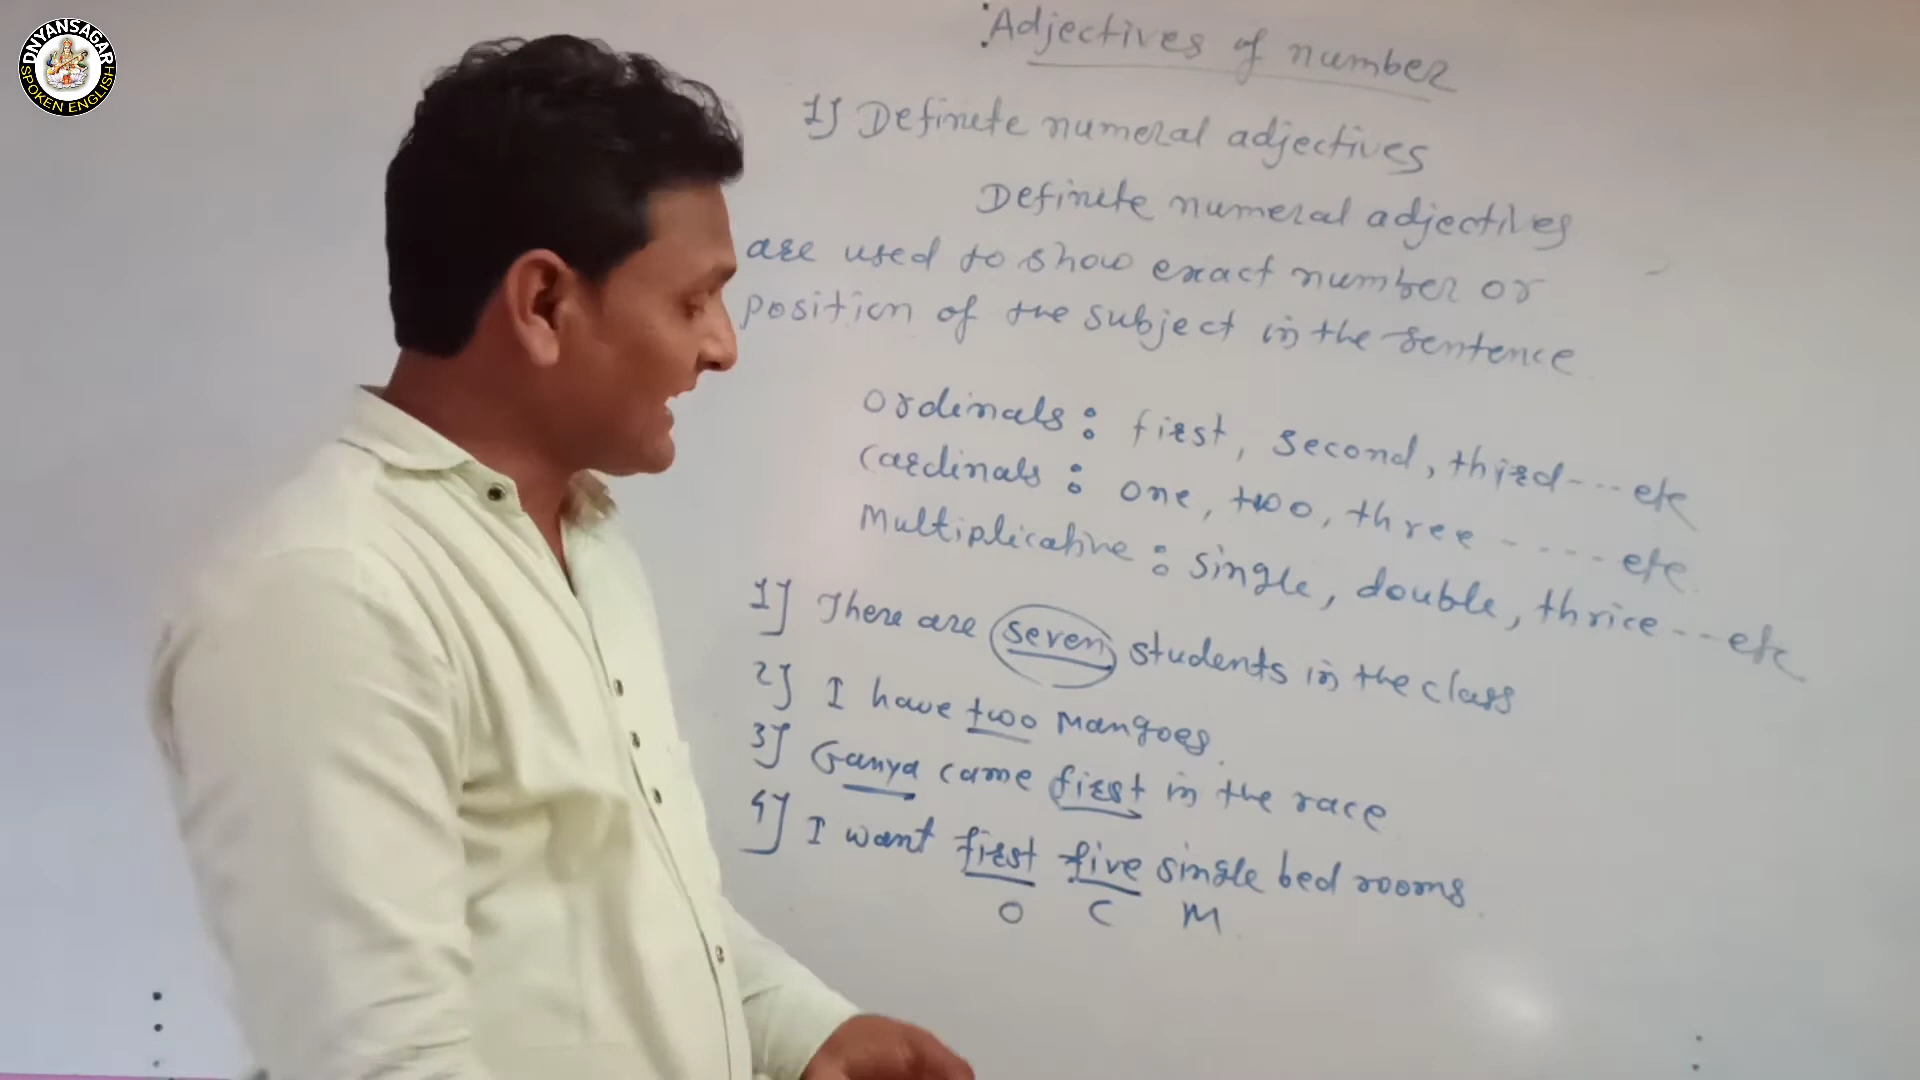 DNYANSAGAR
SPOKEN ENGLISH
Adjectives of number
1] Definite numeral adjectives
Definite numeral adjectives
are used to show exact number or
position of the subject in the sentence
Ordinals : first, second, third---etc
Cardinals : one, two, three -----etc
Multiplicative : single, double, thrice---etc
1] There are seven students in the class
2] I have two Mangoes.
3] Ganya came first in the race
4] I want first five single bed rooms.
O C M